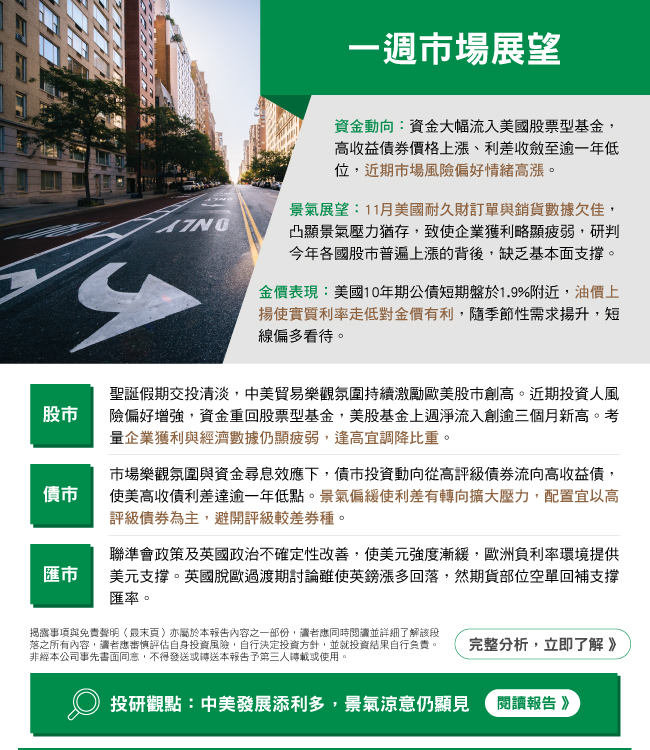 一週市場展望
資金動向：資金大幅流入美國股票型基金，
高收益債券價格上漲、利差收斂至逾一年低
位，近期市場風險偏好情緒高漲。
景氣展望：11月美國耐久財訂單與銷貨數據欠佳，
凸顯景氣壓力猶存，致使企業獲利略顯疲弱，研判
今年各國股市普遍上漲的背後，缺乏基本面支撐。
金價表現：美國10年期公債短期盤於1.9%附近，油價上
揚使實質利率走低對金價有利，隨季節性需求揚升，短
線偏多看待。
ONLY
股市
聖誕假期交投清淡，中美貿易樂觀氛圍持續激勵歐美股市創高。近期投資人風
險偏好增強，資金重回股票型基金，美股基金上週淨流入創逾三個月新高。考
量企業獲利與經濟數據仍顯疲弱，逢高宜調降比重。
債市
市場樂觀氛圍與資金尋息效應下，債市投資動向從高評級債券流向高收益債，
使美高收債利差達逾一年低點。景氣偏緩使利差有轉向擴大壓力，配置宜以高
評級債券為主，避開評級較差券種。
匯市
聯準會政策及英國政治不確定性改善，使美元強度漸緩，歐洲負利率環境提供
美元支撐。英國脫歐過渡期討論雖使英鎊漲多回落，然期貨部位空單回補支撐
匯率。
揭露事項與免責聲明（最末頁）亦屬於本報告內容之一部份，讀者應同時閱讀並詳細了解該段
落之所有內容，讀者應審慎評估自身投資風險，自行決定投資方針，並就投資結果自行負責。
非經本公司事先書面同意，不得發送或轉送本報告予第三人轉載或使用。
完整分析，立即了解》
投研觀點：中美發展添利多，景氣涼意仍顯見
閱讀報告》